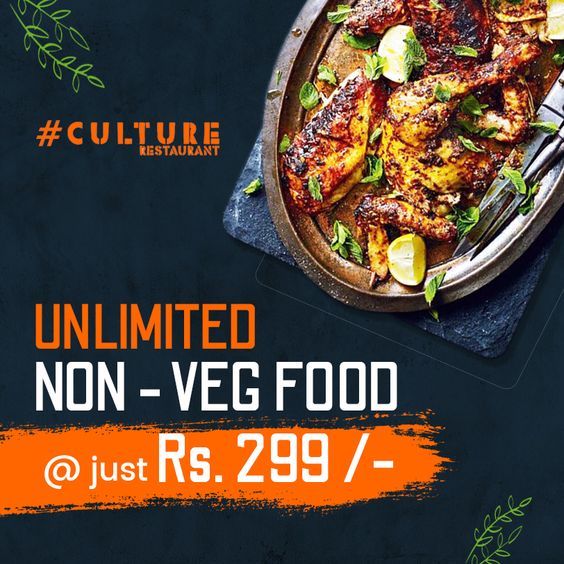 #CULTURE
RESTAURANT
UNLIMITED
NON - VEG FOOD
@ just Rs. 299 /-